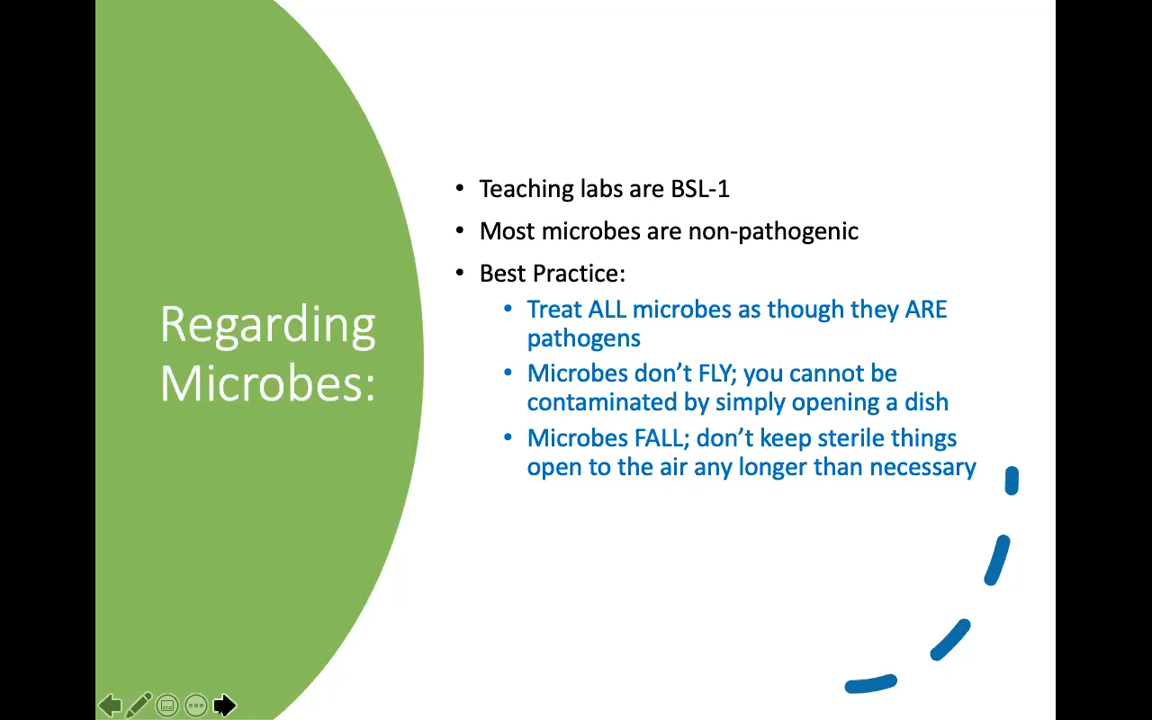 Regarding
Microbes:
• Teaching labs are BSL-1
• Most microbes are non-pathogenic
• Best Practice:
• Treat ALL microbes as though they ARE
pathogens
• Microbes don’t FLY; you cannot be
contaminated by simply opening a dish
• Microbes FALL; don’t keep sterile things
open to the air any longer than necessary